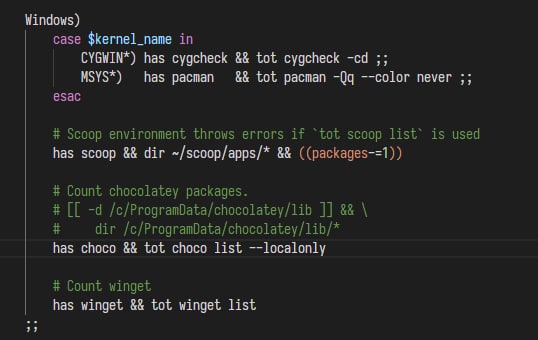 Windows)
case $kernel_name in
CYGWIN*) has cygcheck && tot cygcheck -cd ;;
MSYS*)   has pacman   && tot pacman -Qq --color never ;;
esac
# Scoop environment throws errors if `tot scoop list` is used
has scoop && dir ~/scoop/apps/* && ((packages-=1))
# Count chocolatey packages.
# [[ -d /c/ProgramData/chocolatey/lib ]] && \
#     dir /c/ProgramData/chocolatey/lib/*
has choco && tot choco list --localonly
# Count winget
has winget && tot winget list
;;